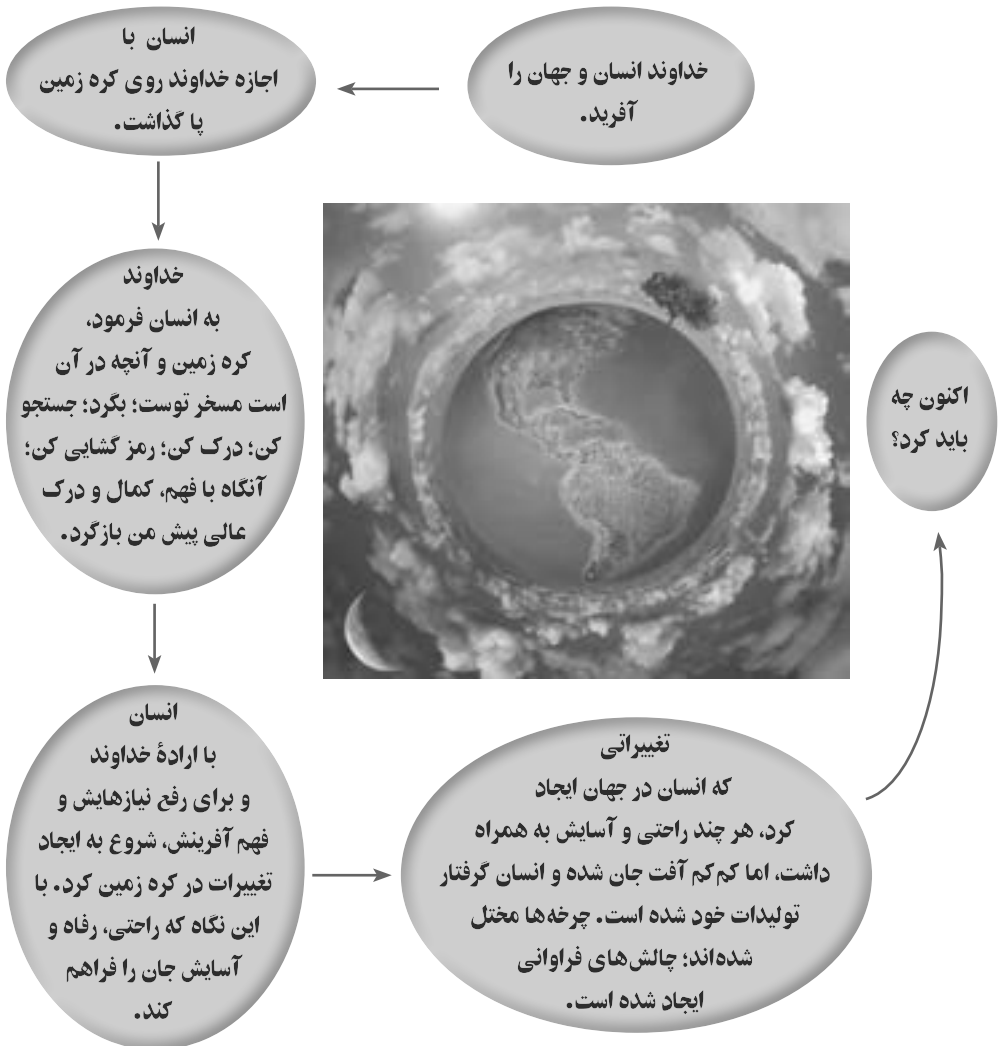 خداوند انسان و جهان را
آفرید.
انسان با
اجازه خداوند روی کره زمین
پا گذاشت.
خداوند
به انسان فرمود،
کره زمین و آنچه در آن
است مسخر توست؛ بگرد؛ جستجو
کن؛ درک کن؛ رمز گشایی کن؛
آنگاه با فهم، کمال و درک
عالی پیش من بازگرد.
انسان
با ارادهٔ خداوند
و برای رفع نیازهایش و
فهم آفرینش، شروع به ایجاد
تغییرات در کره زمین کرد. با
این نگاه که راحتی، رفاه و
آسایش جان را فراهم
کند.
تغییراتی
که انسان در جهان ایجاد
کرد، هر چند راحتی و آسایش به همراه
داشت، اما کم‌کم آفت جان شده و انسان گرفتار
تولیدات خود شده است. چرخه‌ها مختل
شده‌اند؛ چالش‌های فراوانی
ایجاد شده است.
اکنون چه
باید کرد؟